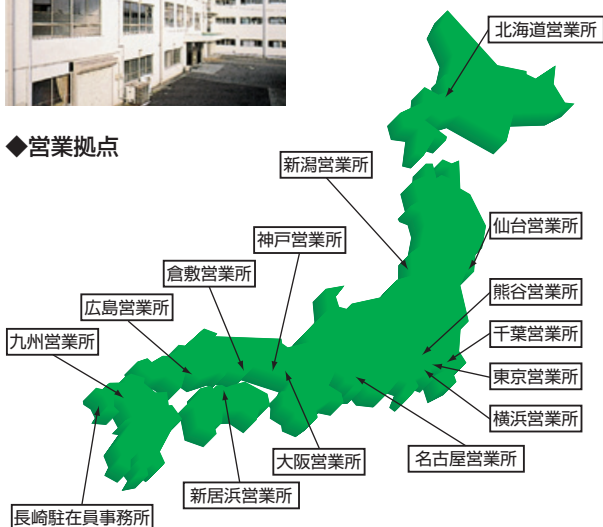 北海道営業所
◆営業拠点
新潟営業所
仙台営業所
神戸営業所
倉敷営業所
熊谷営業所
広島営業所
千葉営業所
九州営業所
東京営業所
横浜営業所
大阪営業所
名古屋営業所
新居浜営業所
長崎駐在員事務所